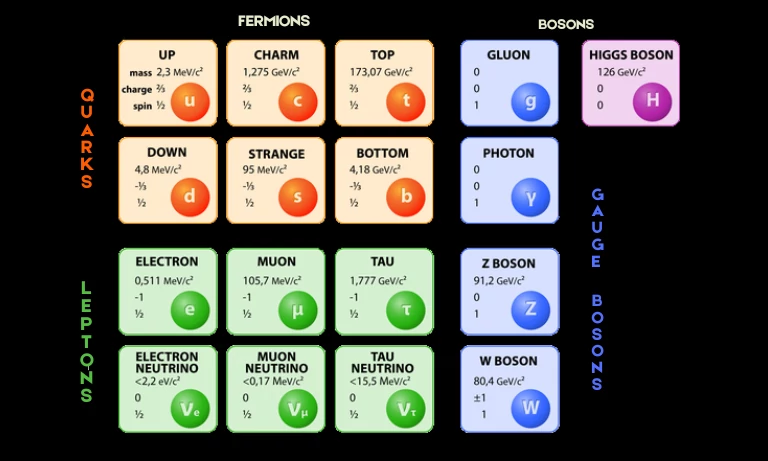 FERMIONS
BOSONS
QUARKS
LEPTONS
GAUGE BOSONS
UP
mass 2,3 MeV/c²
charge ⅔
spin ½
u
CHARM
1,275 GeV/c²
⅔
½
c
TOP
173,07 GeV/c²
⅔
½
t
GLUON
0
0
1
g
HIGGS BOSON
126 GeV/c²
0
0
H
DOWN
4,8 MeV/c²
-⅓
½
d
STRANGE
95 MeV/c²
-⅓
½
s
BOTTOM
4,18 GeV/c²
-⅓
½
b
PHOTON
0
0
1
γ
ELECTRON
0,511 MeV/c²
-1
½
e
MUON
105,7 MeV/c²
-1
½
μ
TAU
1,777 GeV/c²
-1
½
τ
Z BOSON
91,2 GeV/c²
0
1
Z
ELECTRON
NEUTRINO
<2,2 eV/c²
0
½
νe
MUON
NEUTRINO
<0,17 MeV/c²
0
½
νμ
TAU
NEUTRINO
<15,5 MeV/c²
0
½
ντ
W BOSON
80,4 GeV/c²
±1
1
W